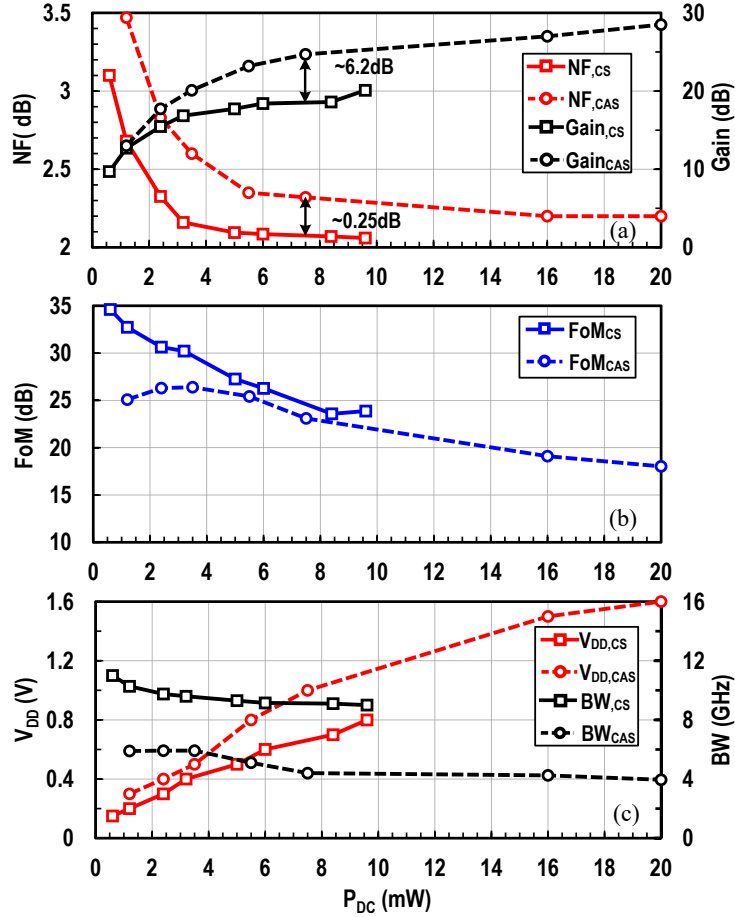 4
3.5
3
2.5
2
NF( dB)
30
20
10
0
Gain (dB)
~6.2dB
~0.25dB
NF,CS
NF,CAS
Gain,CS
GainCAS
(a)
0 2 4 6 8 10 12 14 16 18 20
35
30
25
20
15
10
FoM (dB)
FoMCS
FoMCAS
(b)
0 2 4 6 8 10 12 14 16 18 20
1.6
1.2
0.8
0.4
0
VDD (V)
16
12
8
4
0
BW (GHz)
VDD,CS
VDD,CAS
BW,CS
BWCAS
(c)
0 2 4 6 8 10 12 14 16 18 20
PDC (mW)